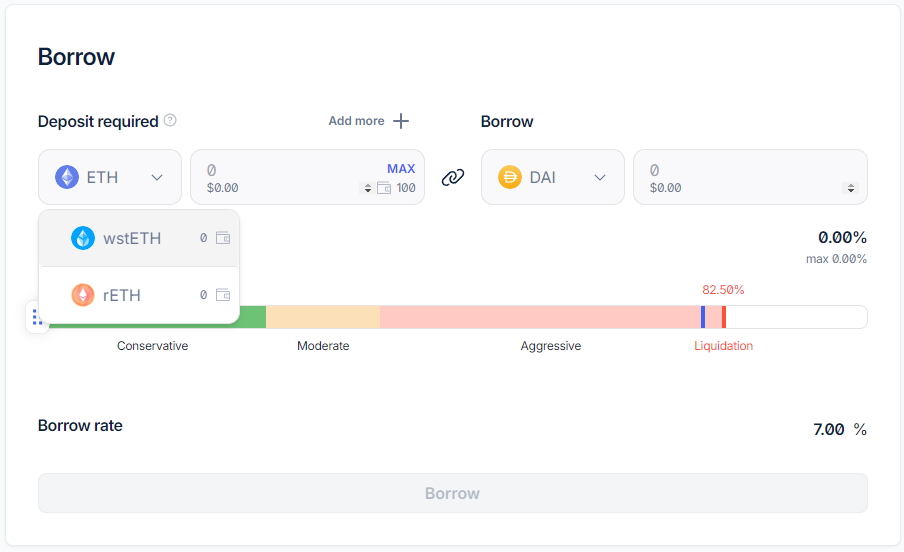 Borrow
Deposit required
Add more
Borrow
ETH
0
$0.00
MAX
100
DAI
0
$0.00
wstETH 0
rETH 0
0.00%
max 0.00%
82.50%
Conservative Moderate Aggressive Liquidation
Borrow rate 7.00 %
Borrow